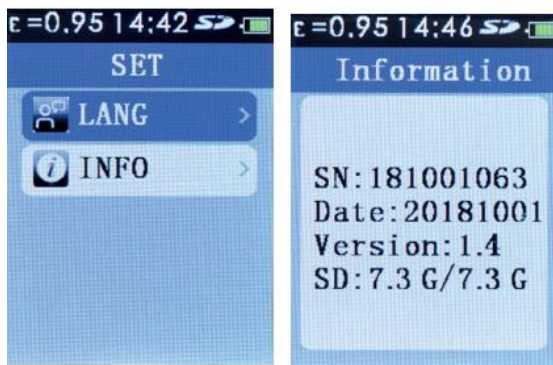 ε=0.95 14:42
SET
LANG
INFO
ε=0.95 14:46
Information
SN:181001063
Date:20181001
Version:1.4
SD:7.3 G/7.3 G